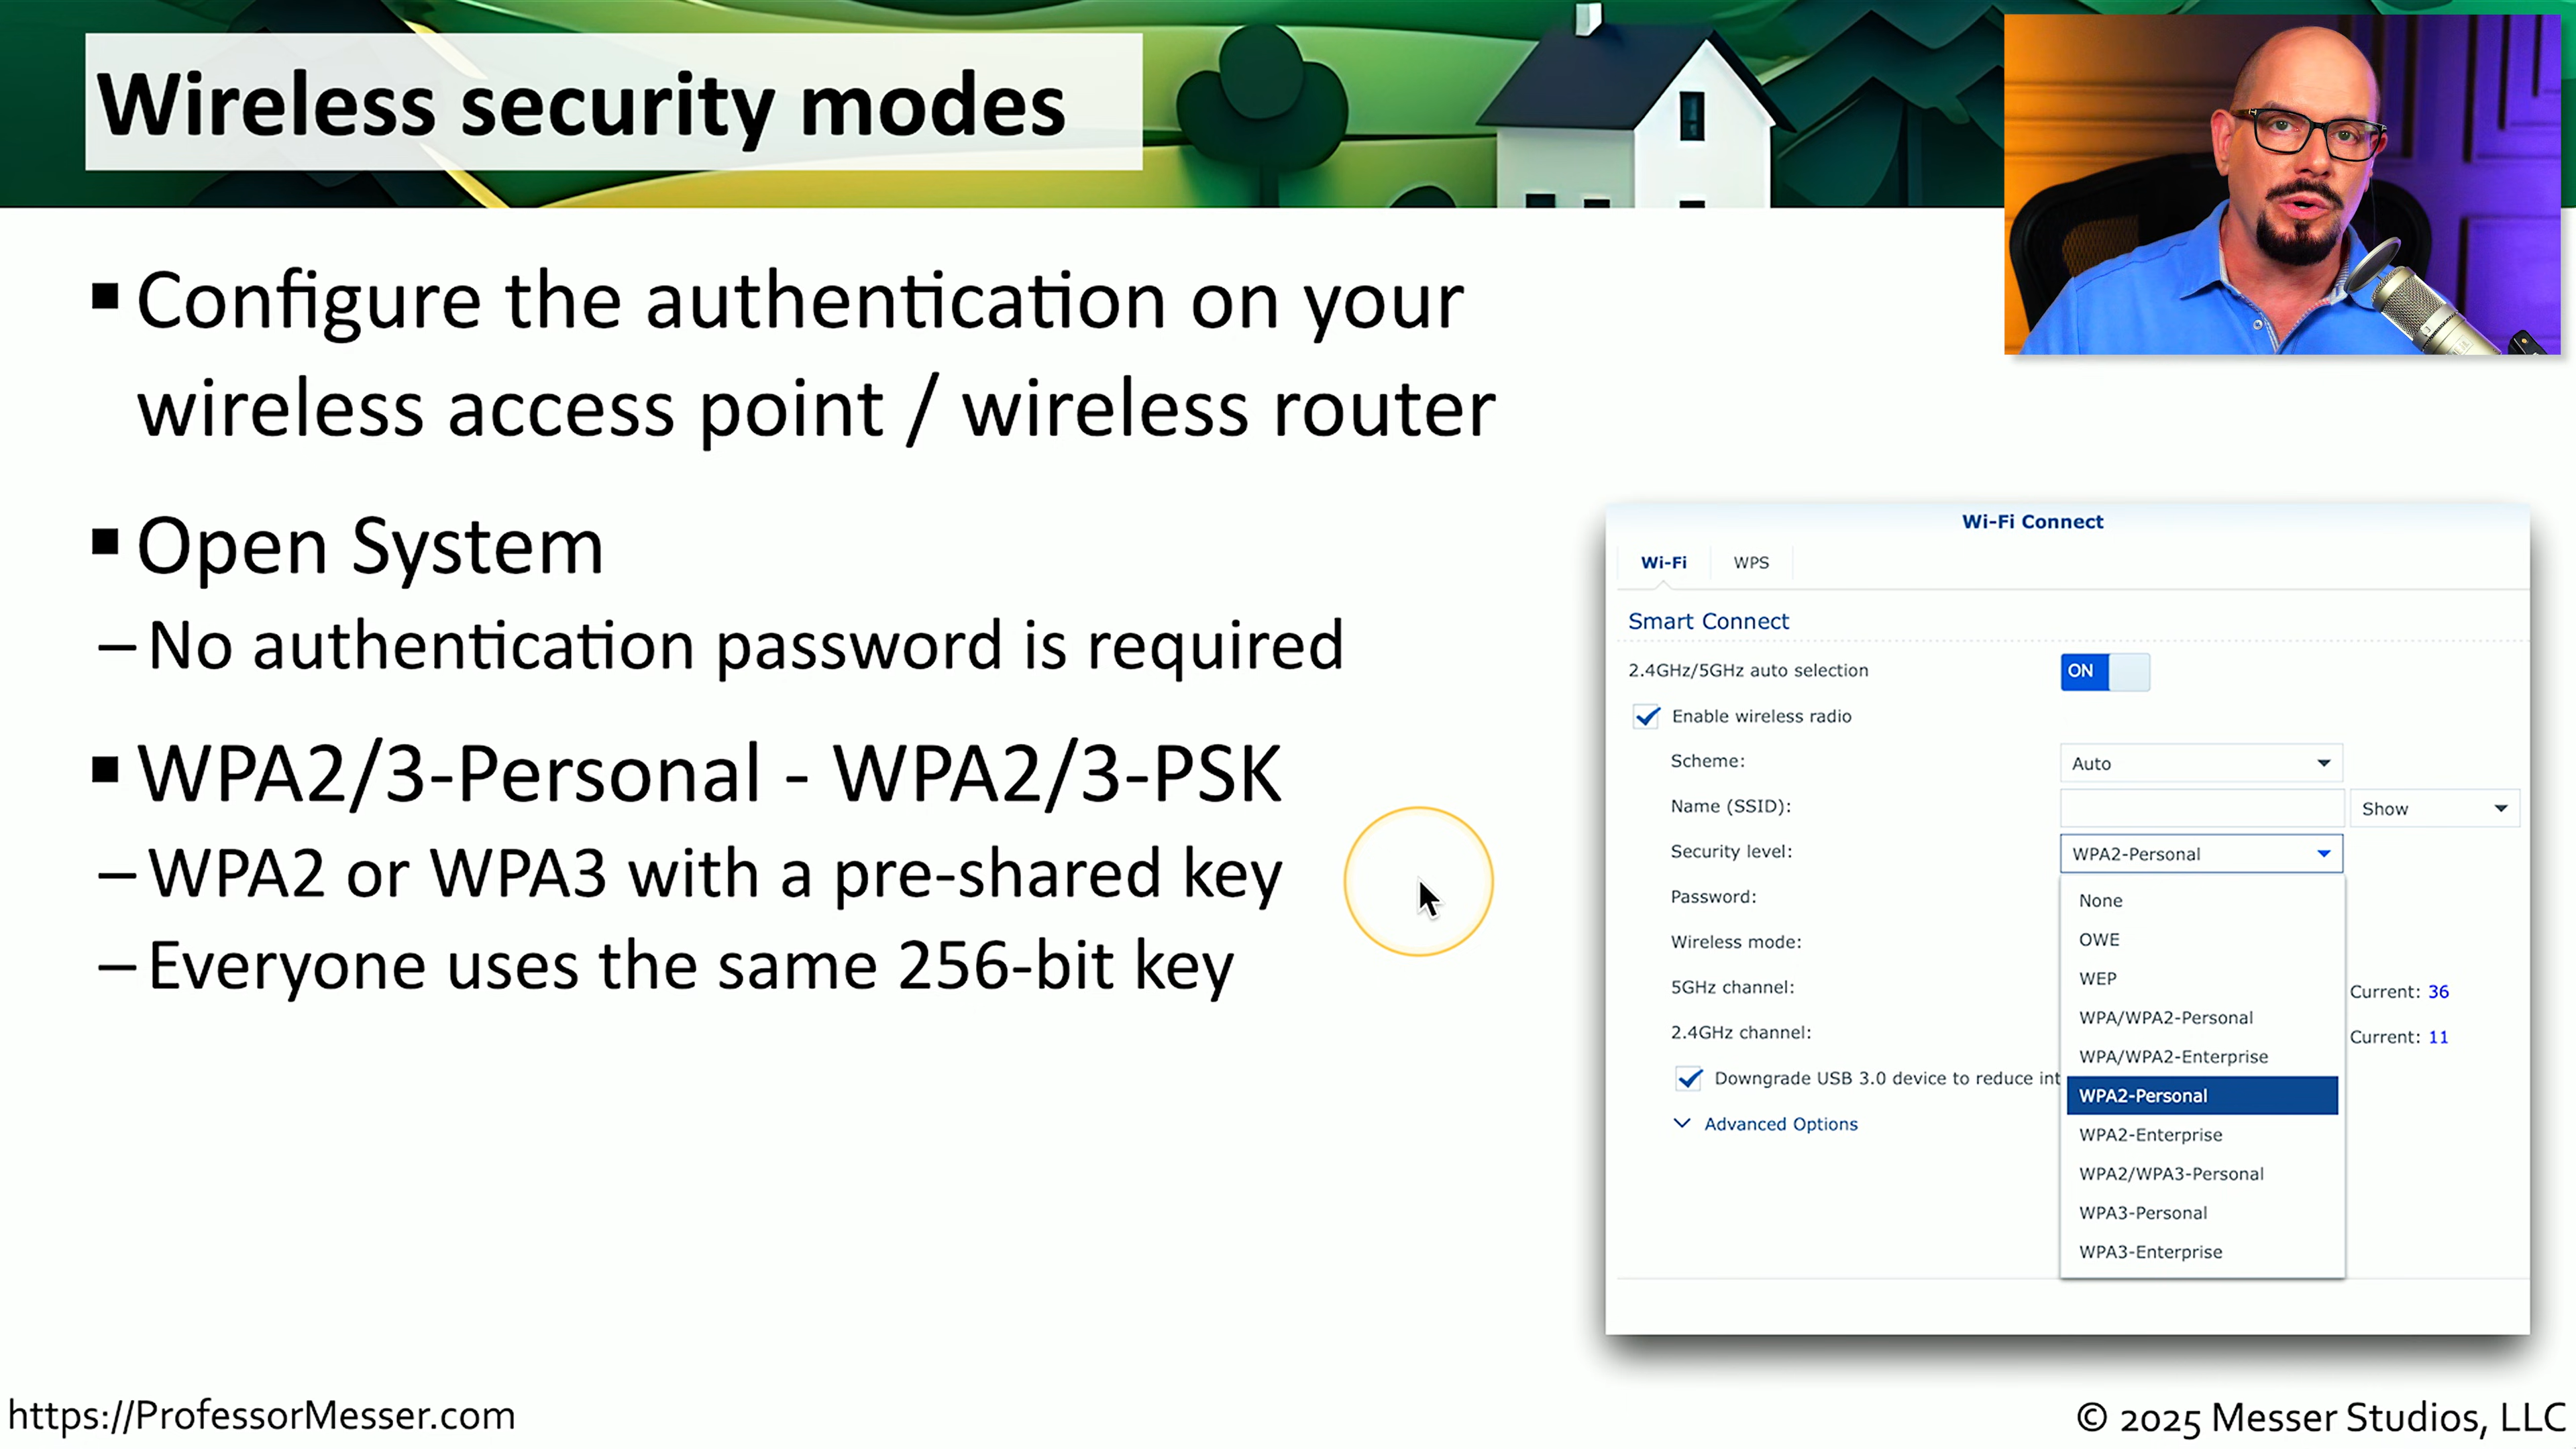 Wireless security modes
■ Configure the authentication on your
wireless access point / wireless router
■ Open System
– No authentication password is required
■ WPA2/3-Personal - WPA2/3-PSK
– WPA2 or WPA3 with a pre-shared key
– Everyone uses the same 256-bit key
Wi-Fi Connect
Wi-Fi WPS
Smart Connect
2.4GHz/5GHz auto selection ON
Enable wireless radio
Scheme: Auto
Name (SSID): Show
Security level: WPA2-Personal
Password: None
Wireless mode: OWE
5GHz channel: WEP Current: 36
2.4GHz channel: WPA/WPA2-Personal Current: 11
WPA/WPA2-Enterprise
Downgrade USB 3.0 device to reduce int
WPA2-Personal
Advanced Options WPA2-Enterprise
WPA2/WPA3-Personal
WPA3-Personal
WPA3-Enterprise
https://ProfessorMesser.com
© 2025 Messer Studios, LLC